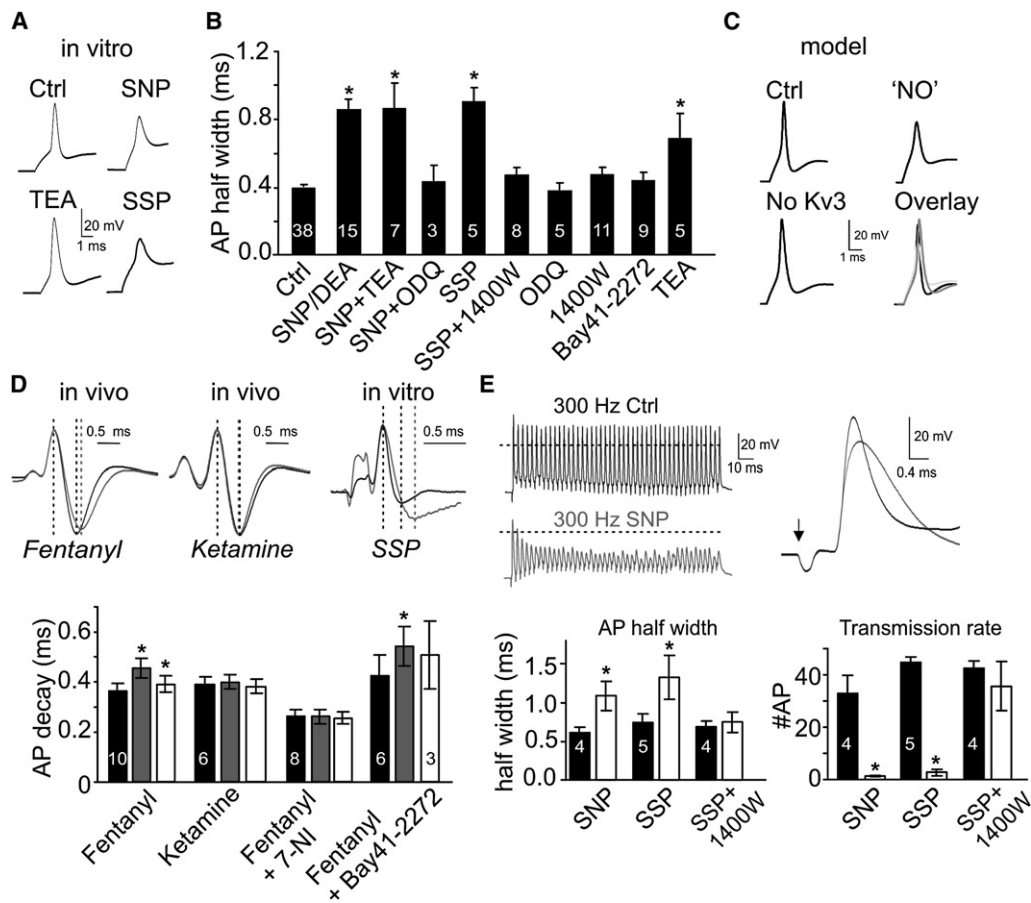 A
in vitro
Ctrl
SNP
TEA
20 mV
1 ms
SSP
B
AP half width (ms)
1.2
0.8
0.4
0.0
*
*
*
*
38
15
7
3
5
8
5
11
9
5
Ctrl
SNP/DEA
SNP+TEA
SNP+ODQ
SSP
SSP+1400W
ODQ
1400W
Bay41-2272
TEA
C
model
Ctrl
'NO'
No Kv3
20 mV
1 ms
Overlay
D
in vivo
in vivo
in vitro
0.5 ms
0.5 ms
0.5 ms
Fentanyl
Ketamine
SSP
AP decay (ms)
0.6
0.4
0.2
0
*
*
*
10
6
8
6
3
Fentanyl
Ketamine
Fentanyl
+ 7-NI
Fentanyl
+ Bay41-2272
E
300 Hz Ctrl
20 mV
10 ms
300 Hz SNP
20 mV
0.4 ms
AP half width
half width (ms)
1.5
1.0
0.5
0.0
*
*
4
5
4
SNP
SSP
SSP+
1400W
Transmission rate
#AP
40
20
0
4
5
4
*
*
SNP
SSP
SSP+
1400W